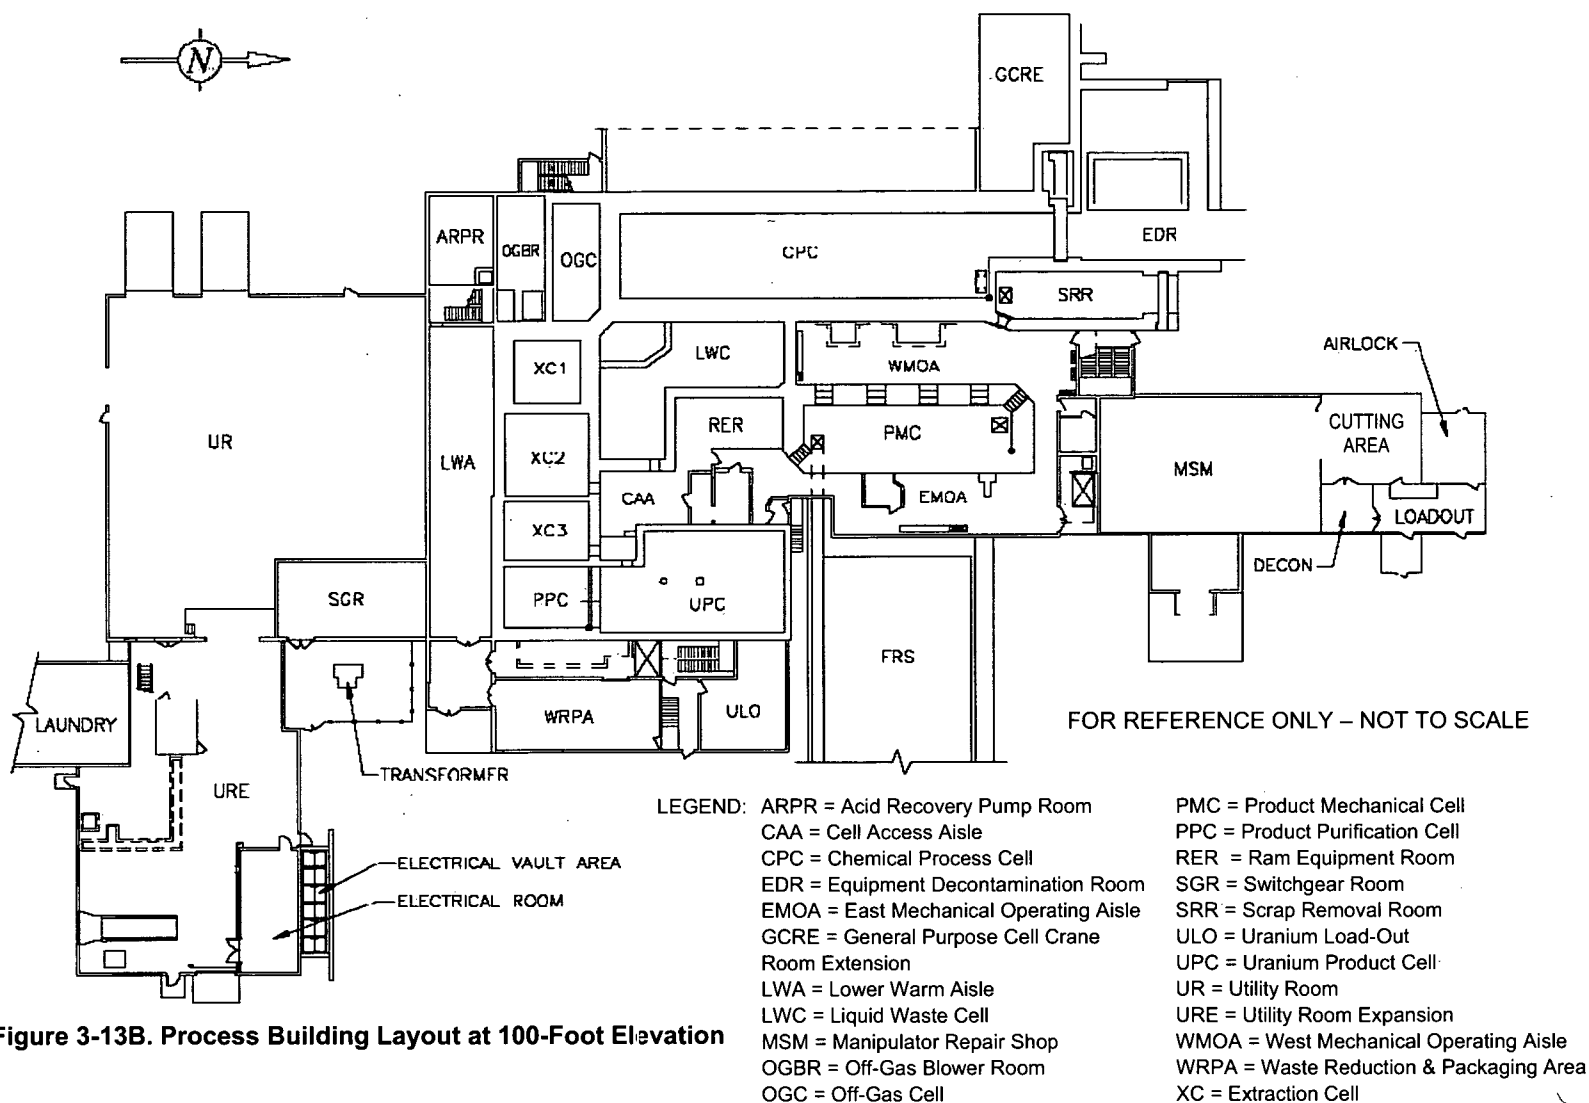 N
GCRE
ARPR
OGBR
OGC
CPC
EDR
SRR
XC1
LWC
WMOA
AIRLOCK
UR
LWA
XC2
RER
PMC
MSM
CUTTING
AREA
CAA
EMOA
XC3
LOADOUT
DECON
SGR
PPC
UPC
FRS
LAUNDRY
WRPA
ULO
FOR REFERENCE ONLY – NOT TO SCALE
TRANSFORMER
URE
ELECTRICAL VAULT AREA
ELECTRICAL ROOM
LEGEND: ARPR = Acid Recovery Pump Room
CAA = Cell Access Aisle
CPC = Chemical Process Cell
EDR = Equipment Decontamination Room
EMOA = East Mechanical Operating Aisle
GCRE = General Purpose Cell Crane
Room Extension
LWA = Lower Warm Aisle
LWC = Liquid Waste Cell
MSM = Manipulator Repair Shop
OGBR = Off-Gas Blower Room
OGC = Off-Gas Cell
PMC = Product Mechanical Cell
PPC = Product Purification Cell
RER = Ram Equipment Room
SGR = Switchgear Room
SRR = Scrap Removal Room
ULO = Uranium Load-Out
UPC = Uranium Product Cell
UR = Utility Room
URE = Utility Room Expansion
WMOA = West Mechanical Operating Aisle
WRPA = Waste Reduction & Packaging Area
XC = Extraction Cell
Figure 3-13B. Process Building Layout at 100-Foot Elevation